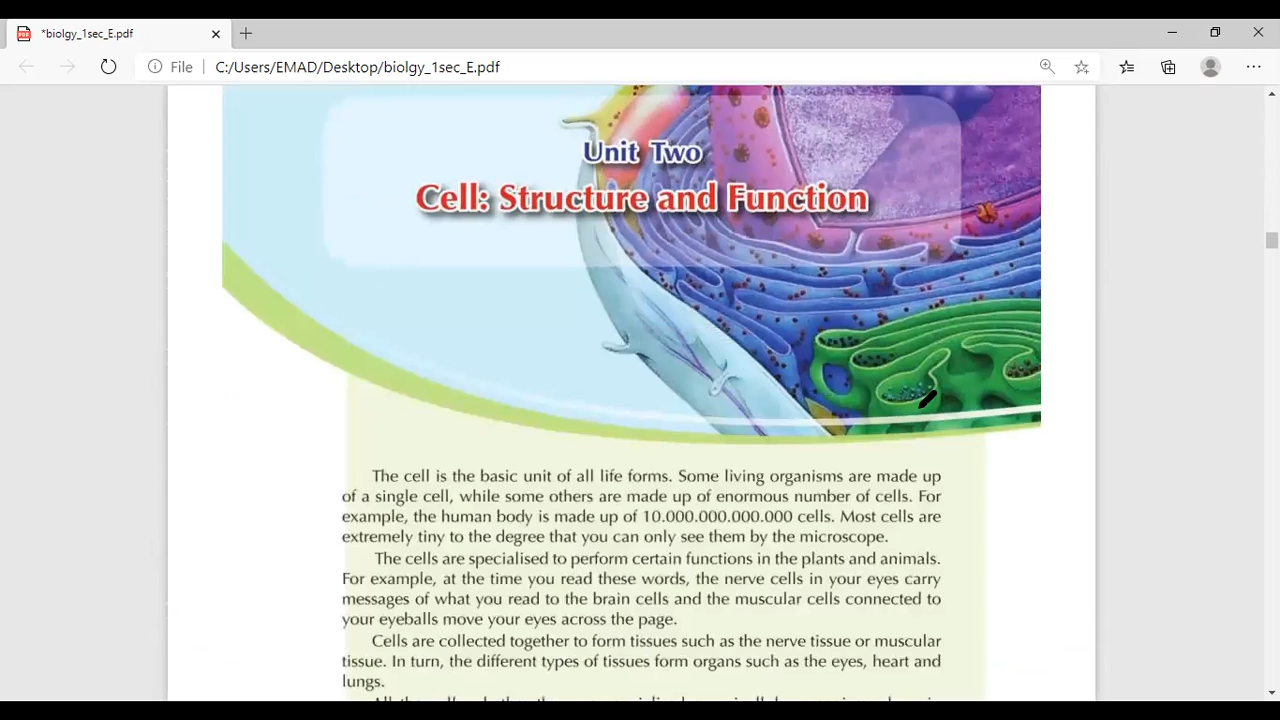 *biolgy_1sec_E.pdf
File
C:/Users/EMAD/Desktop/biolgy_1sec_E.pdf
Unit Two
Cell: Structure and Function
The cell is the basic unit of all life forms. Some living organisms are made up
of a single cell, while some others are made up of enormous number of cells. For
example, the human body is made up of 10.000.000.000.000 cells. Most cells are
extremely tiny to the degree that you can only see them by the microscope.
The cells are specialised to perform certain functions in the plants and animals.
For example, at the time you read these words, the nerve cells in your eyes carry
messages of what you read to the brain cells and the muscular cells connected to
your eyeballs move your eyes across the page.
Cells are collected together to form tissues such as the nerve tissue or muscular
tissue. In turn, the different types of tissues form organs such as the eyes, heart and
lungs.